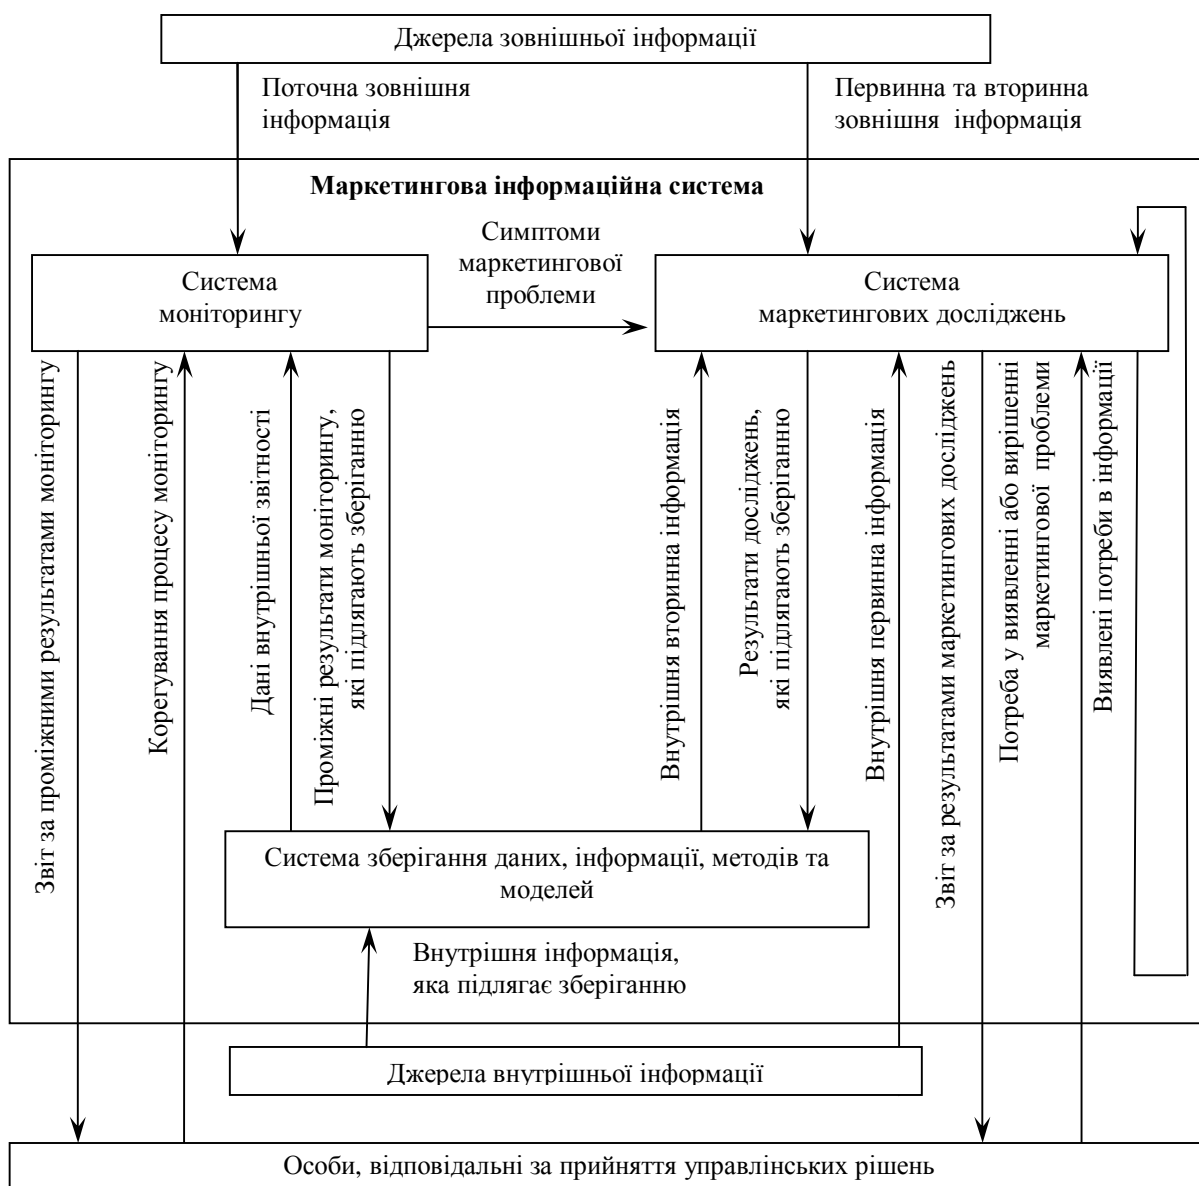 Джерела зовнішньої інформації
Поточна зовнішня
інформація
Первинна та вторинна
зовнішня інформація
Маркетингова інформаційна система
Симптоми
маркетингової
проблеми
Система
моніторингу
Система
маркетингових досліджень
Звіт за проміжними результатами моніторингу
Корегування процесу моніторингу
Дані внутрішньої звітності
Проміжні результати моніторингу,
які підлягають зберіганню
Внутрішня вторинна інформація
Результати досліджень,
які підлягають зберіганню
Внутрішня первинна інформація
Звіт за результатами маркетингових досліджень
Потреба у виявленні або вирішенні
маркетингової проблеми
Виявлені потреби в інформації
Система зберігання даних, інформації, методів та
моделей
Внутрішня інформація,
яка підлягає зберіганню
Джерела внутрішньої інформації
Особи, відповідальні за прийняття управлінських рішень